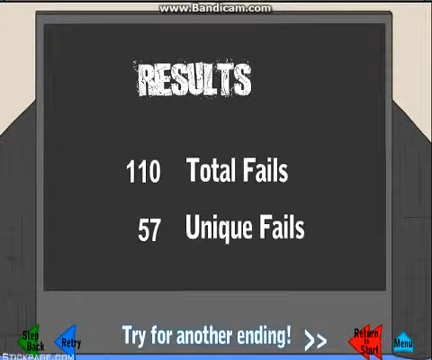 www.Bandicam.com
RESULTS
110 Total Fails
57 Unique Fails
Step Back
Retry
Try for another ending! >>
Return to Start
Menu
STICKPAGE.COM